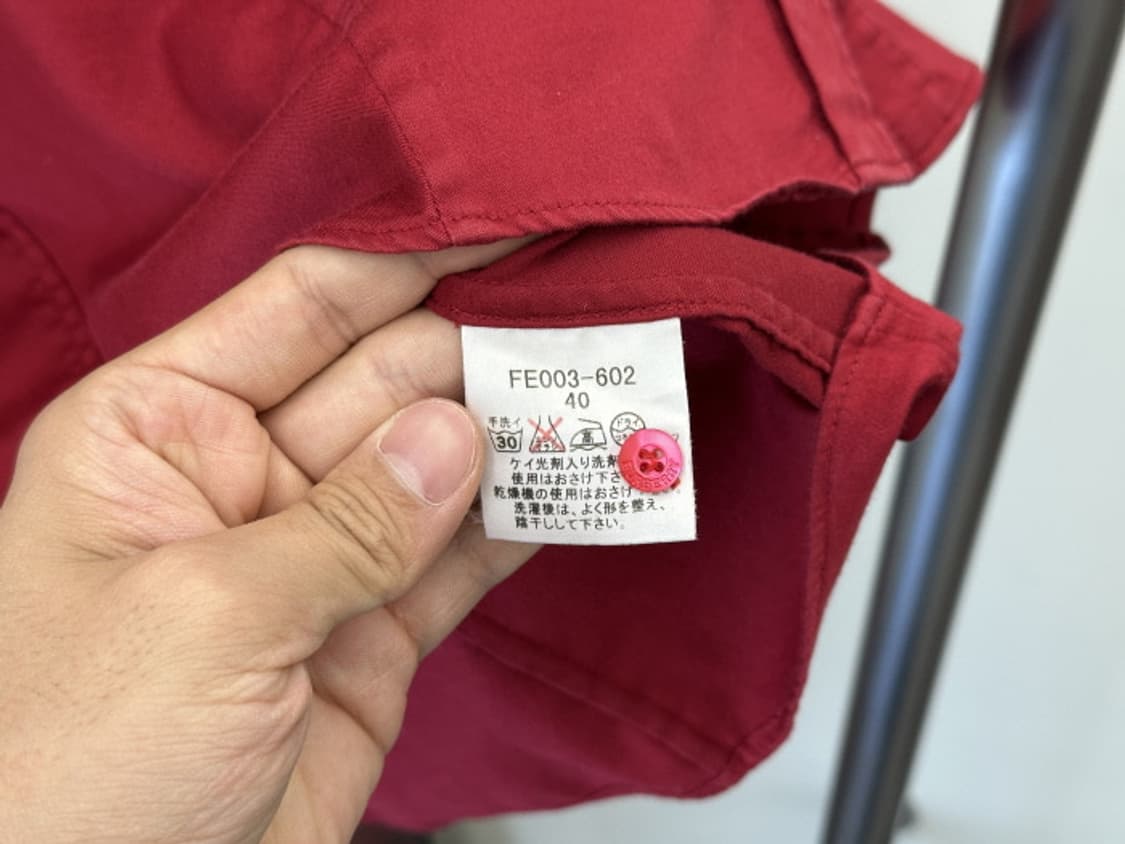 FE003-602
40
手洗イ
30 高 ドライ
ケイ光剤入り洗剤
使用はおさけ下さ
乾燥機の使用はおさけ
洗濯後は、よく形を整え、
陰干しして下さい。